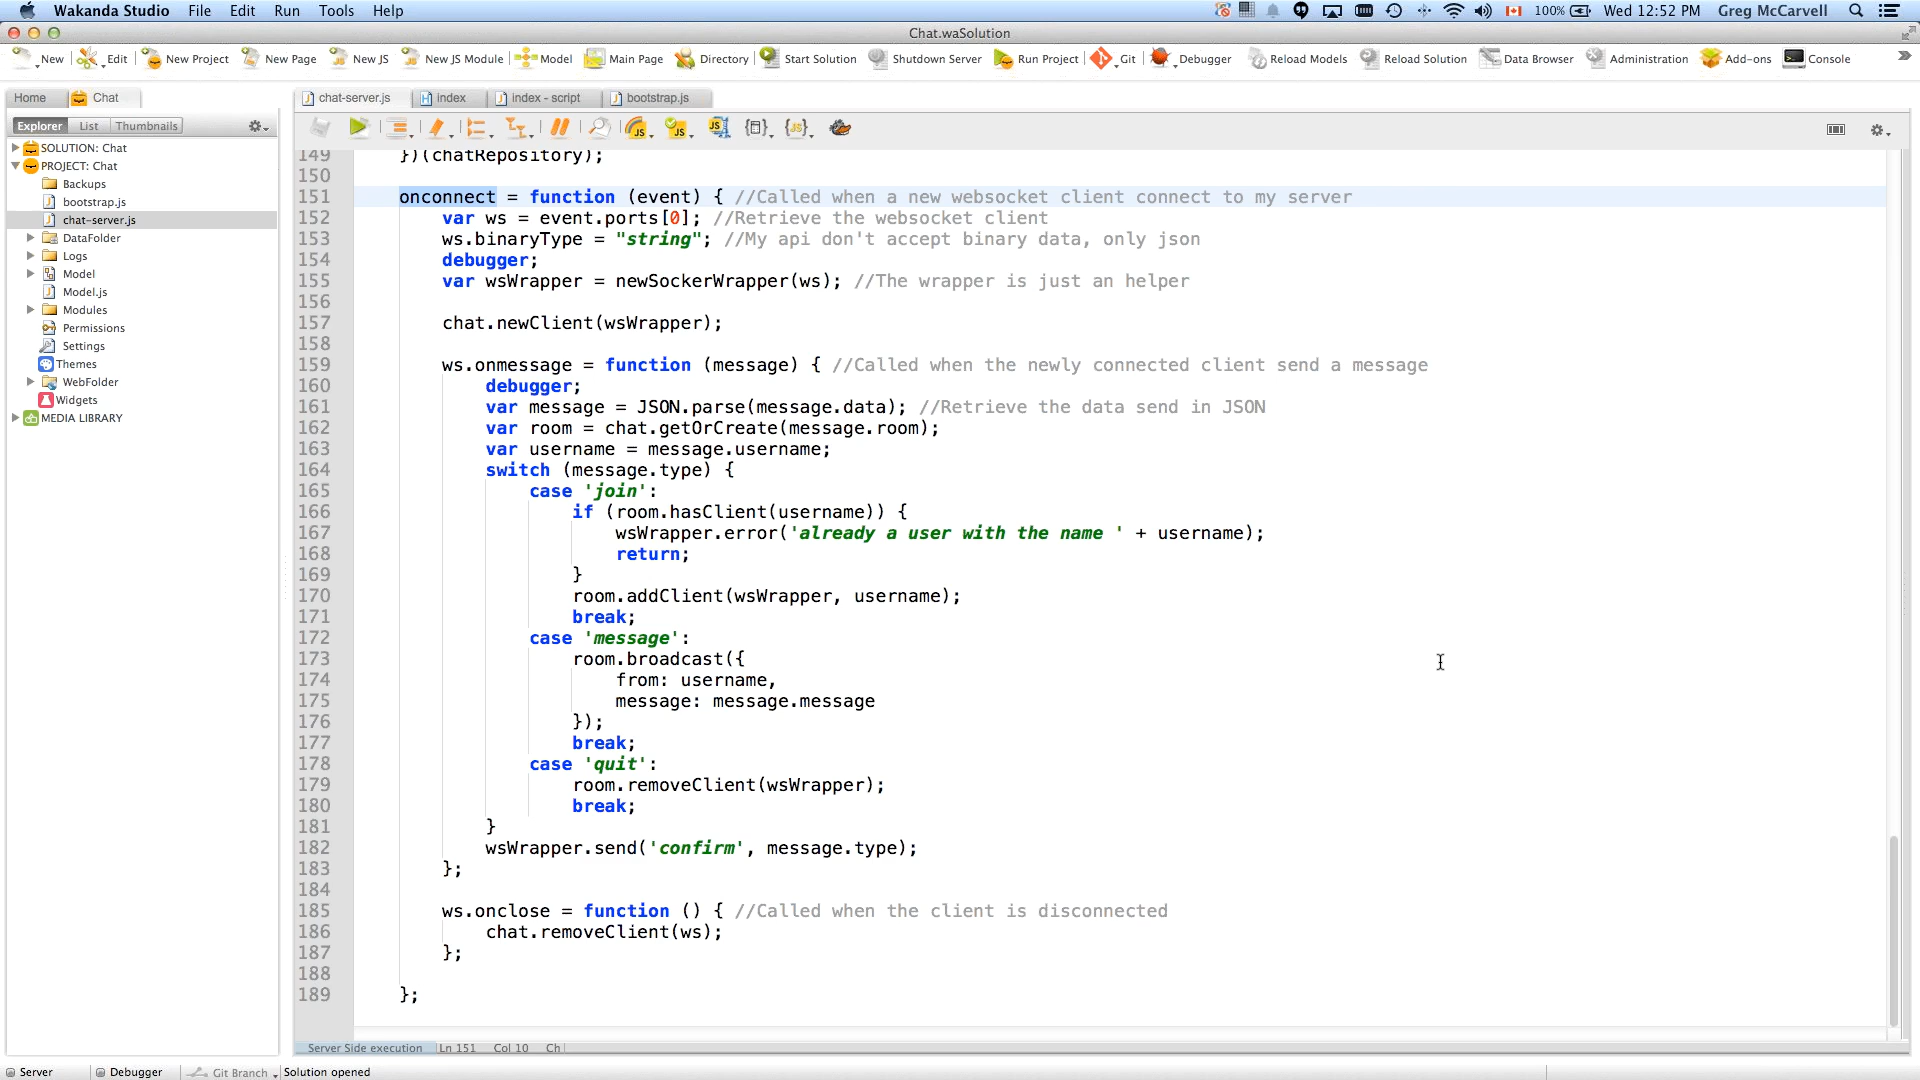 Wakanda Studio File Edit Run Tools Help 100% Wed 12:52 PM Greg McCarvell
Chat.waSolution
New Edit New Project New Page New JS New JS Module Model Main Page Directory Start Solution Shutdown Server Run Project Git Debugger Reload Models Reload Solution Data Browser Administration Add-ons Console
Home Chat
chat-server.js index index - script bootstrap.js
Explorer List Thumbnails
SOLUTION: Chat
PROJECT: Chat
Backups
bootstrap.js
chat-server.js
DataFolder
Logs
Model
Model.js
Modules
Permissions
Settings
Themes
WebFolder
Widgets
MEDIA LIBRARY
149 })(chatRepository);
150
151 onconnect = function (event) { //Called when a new websocket client connect to my server
152 var ws = event.ports[0]; //Retrieve the websocket client
153 ws.binaryType = "string"; //My api don't accept binary data, only json
154 debugger;
155 var wsWrapper = newSockerWrapper(ws); //The wrapper is just an helper
156
157 chat.newClient(wsWrapper);
158
159 ws.onmessage = function (message) { //Called when the newly connected client send a message
160 debugger;
161 var message = JSON.parse(message.data); //Retrieve the data send in JSON
162 var room = chat.getOrCreate(message.room);
163 var username = message.username;
164 switch (message.type) {
165 case 'join':
166 if (room.hasClient(username)) {
167 wsWrapper.error('already a user with the name ' + username);
168 return;
169 }
170 room.addClient(wsWrapper, username);
171 break;
172 case 'message':
173 room.broadcast({
174 from: username,
175 message: message.message
176 });
177 break;
178 case 'quit':
179 room.removeClient(wsWrapper);
180 break;
181 }
182 wsWrapper.send('confirm', message.type);
183 };
184
185 ws.onclose = function () { //Called when the client is disconnected
186 chat.removeClient(ws);
187 };
188
189 };
Server Side execution Ln 151 Col 10 Ch
Server Debugger Git Branch Solution opened